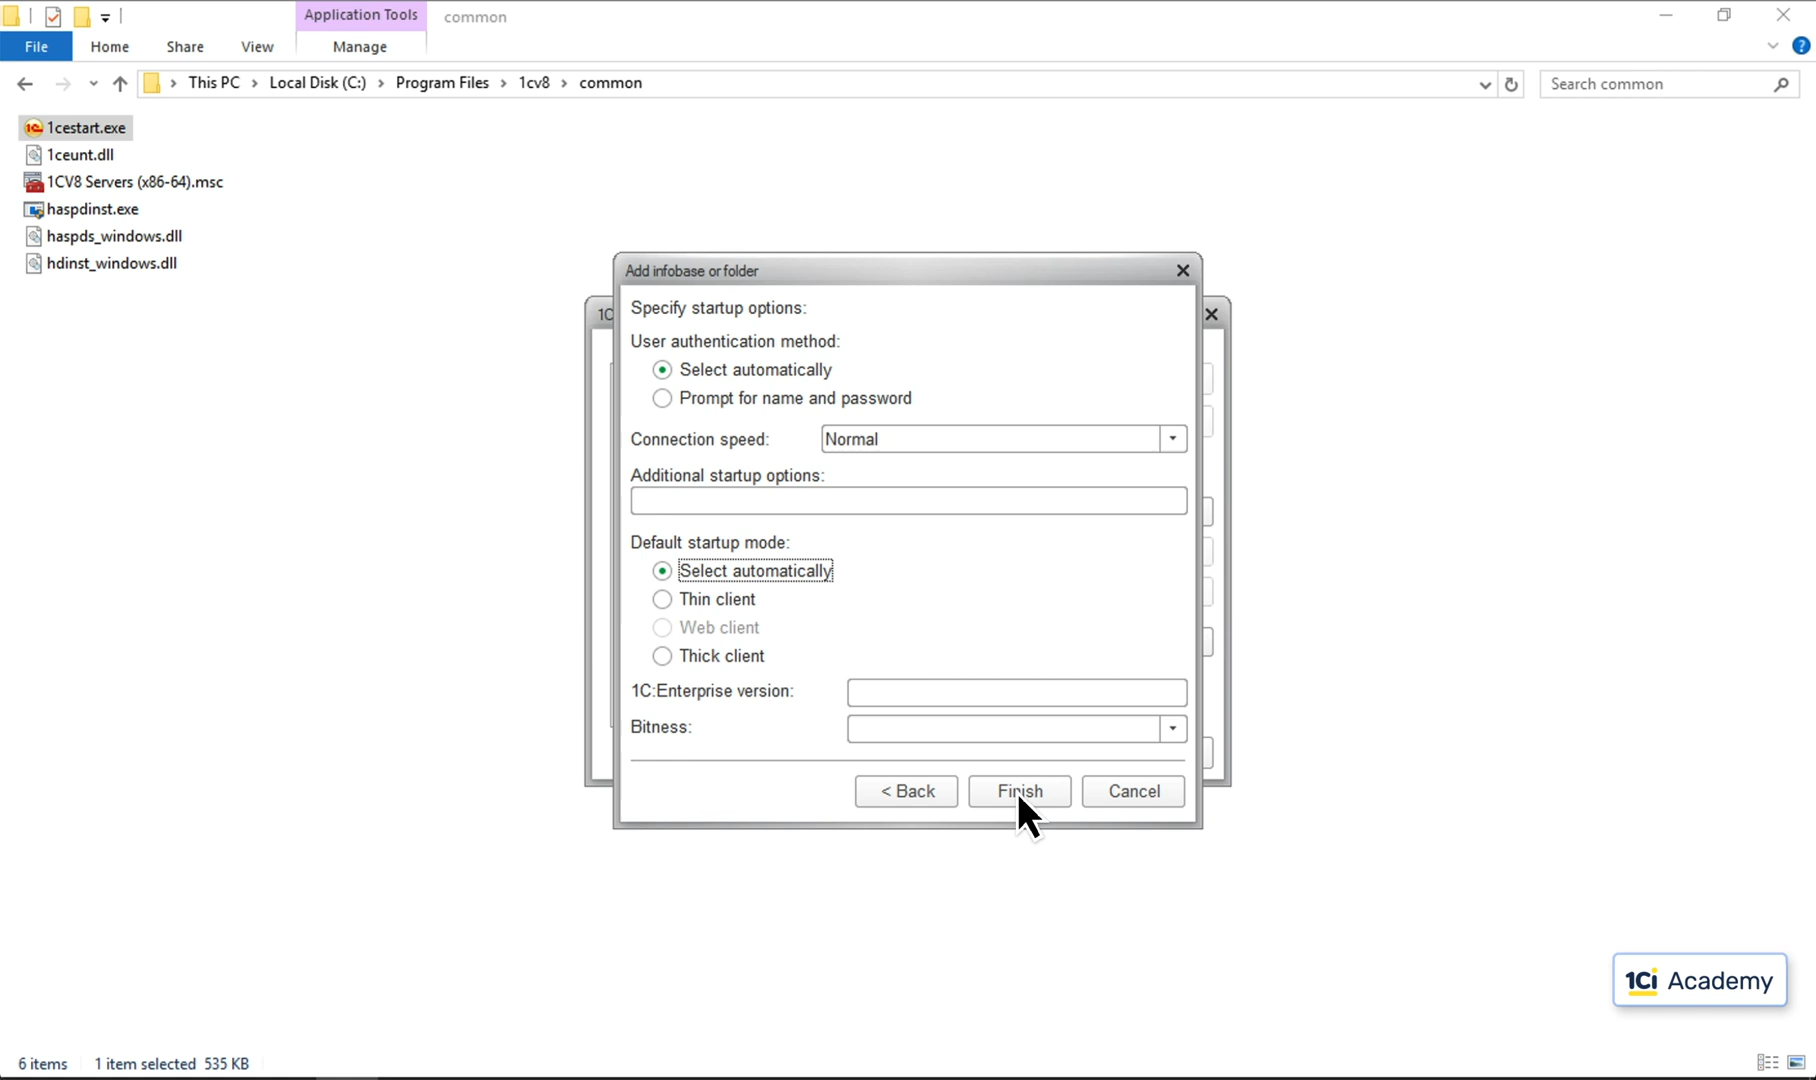 Application Tools
common
File
Home
Share
View
Manage
This PC > Local Disk (C:) > Program Files > 1cv8 > common
Search common
1cestart.exe
1ceunt.dll
1CV8 Servers (x86-64).msc
haspdinst.exe
haspds_windows.dll
hdinst_windows.dll
1C
Add infobase or folder
Specify startup options:
User authentication method:
Select automatically
Prompt for name and password
Connection speed:
Normal
Additional startup options:
Default startup mode:
Select automatically
Thin client
Web client
Thick client
1C:Enterprise version:
Bitness:
< Back
Finish
Cancel
1Ci Academy
6 items
1 item selected 535 KB